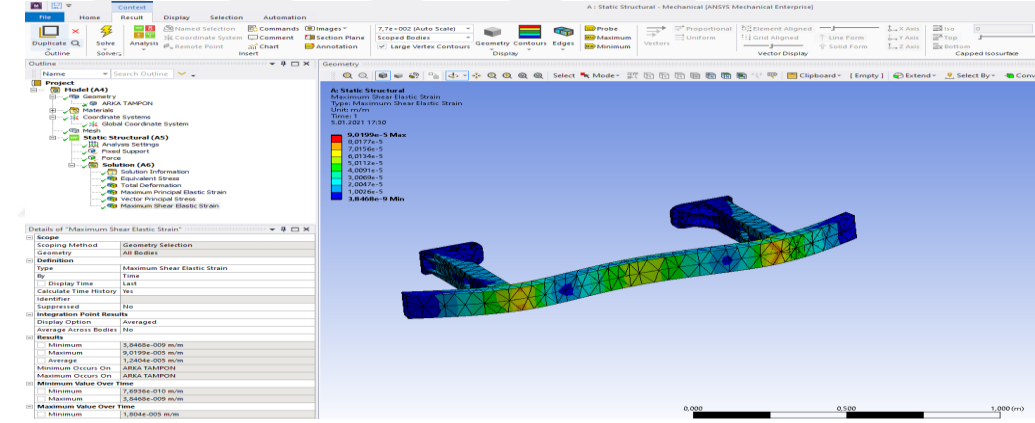 Context
A : Static Structural - Mechanical [ANSYS Mechanical Enterprise]
File Home Result Display Selection Automation
Duplicate Solve Analysis
Named Selection Coordinate System Remote Point
Commands Comment Chart
Images Section Plane Annotation
7,7e+002 (Auto Scale)
Scoped Bodies
Large Vertex Contours
Geometry Contours Edges
Probe Maximum Minimum
Vectors
Proportional Uniform
Element Aligned Grid Aligned
Line Form Solid Form
X Axis Y Axis Z Axis
Iso Top Bottom
0
Outline Solver Insert Display Vector Display Capped Isosurface
Outline
Name Search Outline
Project
Model (A4)
Geometry
ARKA TAMPON
Materials
Coordinate Systems
Global Coordinate System
Mesh
Static Structural (A5)
Analysis Settings
Fixed Support
Force
Solution (A6)
Solution Information
Equivalent Stress
Total Deformation
Maximum Principal Elastic Strain
Vector Principal Stress
Maximum Shear Elastic Strain
Details of "Maximum Shear Elastic Strain"
Scope
Scoping Method Geometry Selection
Geometry All Bodies
Definition
Type Maximum Shear Elastic Strain
By Time
Display Time Last
Calculate Time History Yes
Identifier
Suppressed No
Integration Point Results
Display Option Averaged
Average Across Bodies No
Results
Minimum 3,8468e-009 m/m
Maximum 9,0199e-005 m/m
Average 1,2404e-005 m/m
Minimum Occurs On ARKA TAMPON
Maximum Occurs On ARKA TAMPON
Minimum Value Over Time
Minimum 7,6936e-010 m/m
Maximum 3,8468e-009 m/m
Maximum Value Over Time
Minimum 1,804e-005 m/m
Geometry
Select Mode Clipboard [ Empty ] Extend Select By
A: Static Structural
Maximum Shear Elastic Strain
Type: Maximum Shear Elastic Strain
Unit: m/m
Time: 1
5.01.2021 17:30
9,0199e-5 Max
8,0177e-5
7,0156e-5
6,0134e-5
5,0112e-5
4,0091e-5
3,0069e-5
2,0047e-5
1,0026e-5
3,8468e-9 Min
0,000 0,500 1,000 (m)